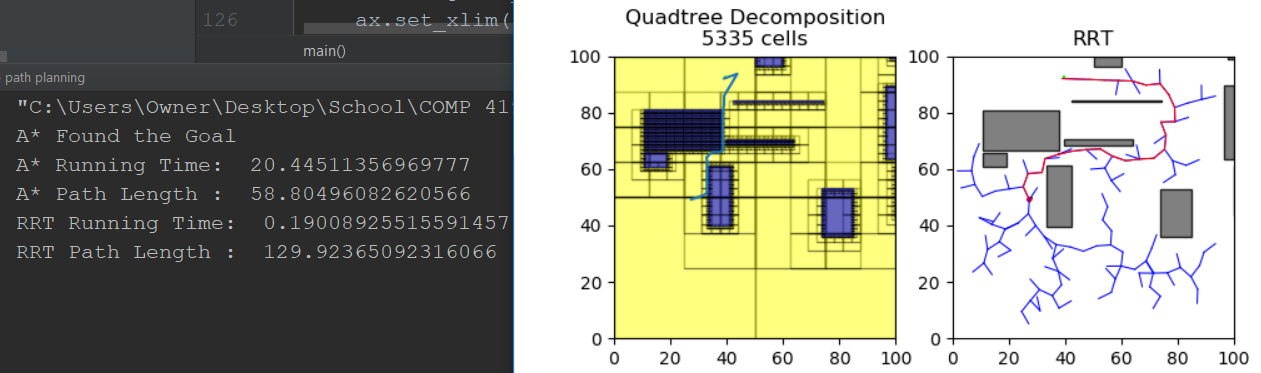 126 ax.set_xlim(
main()
path planning
"C:\Users\Owner\Desktop\School\COMP 41
A* Found the Goal
A* Running Time: 20.44511356969777
A* Path Length : 58.80496082620566
RRT Running Time: 0.19008925515591457
RRT Path Length : 129.92365092316066
Quadtree Decomposition
5335 cells
100
80
60
40
20
0
0 20 40 60 80 100
RRT
100
80
60
40
20
0
0 20 40 60 80 100